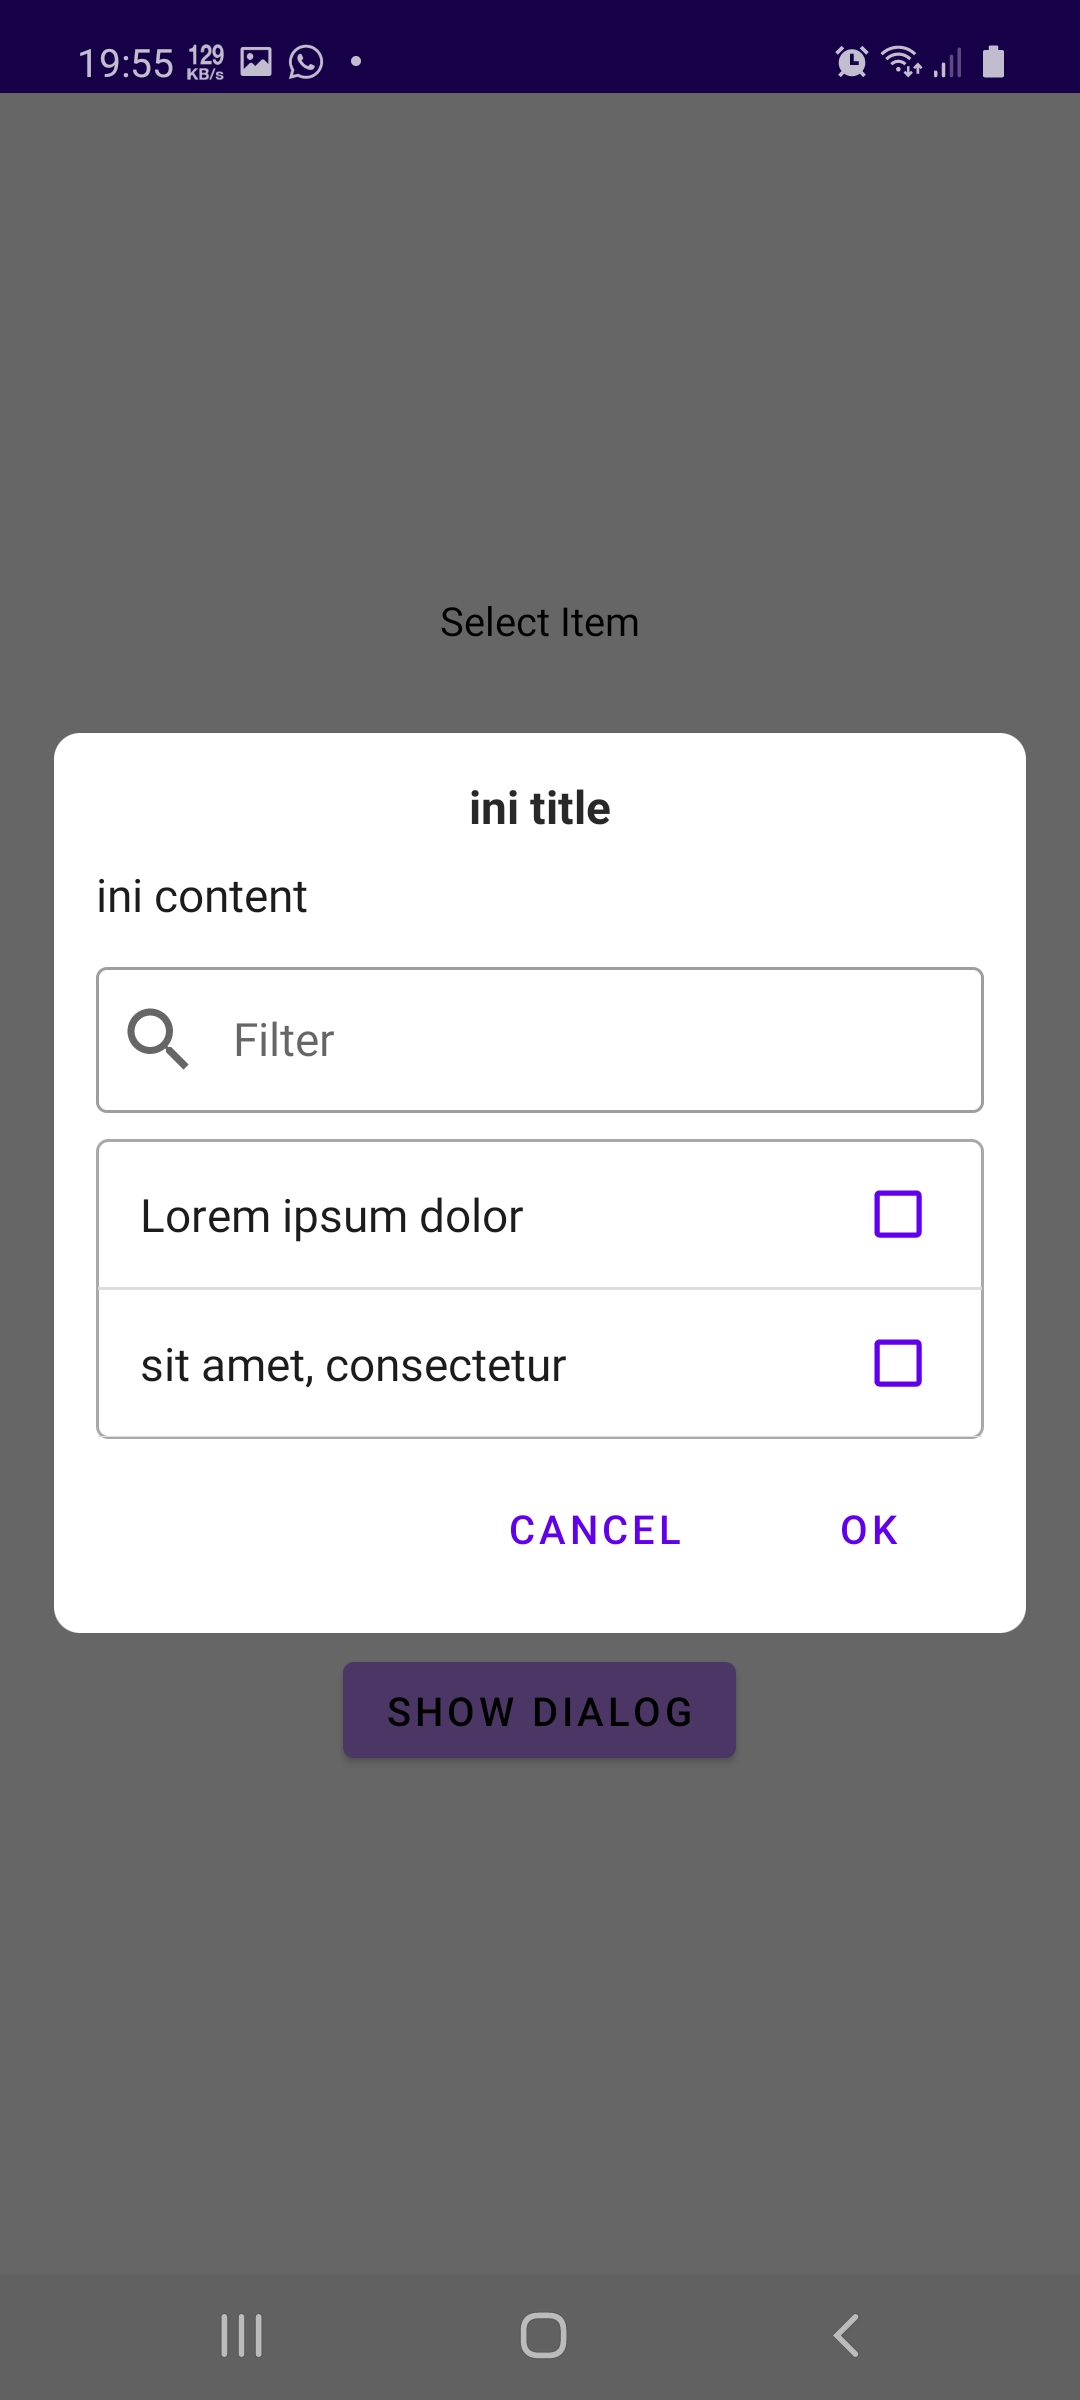 19:55 129 KB/s
Select Item
ini title
ini content
Filter
Lorem ipsum dolor
sit amet, consectetur
CANCEL OK
SHOW DIALOG